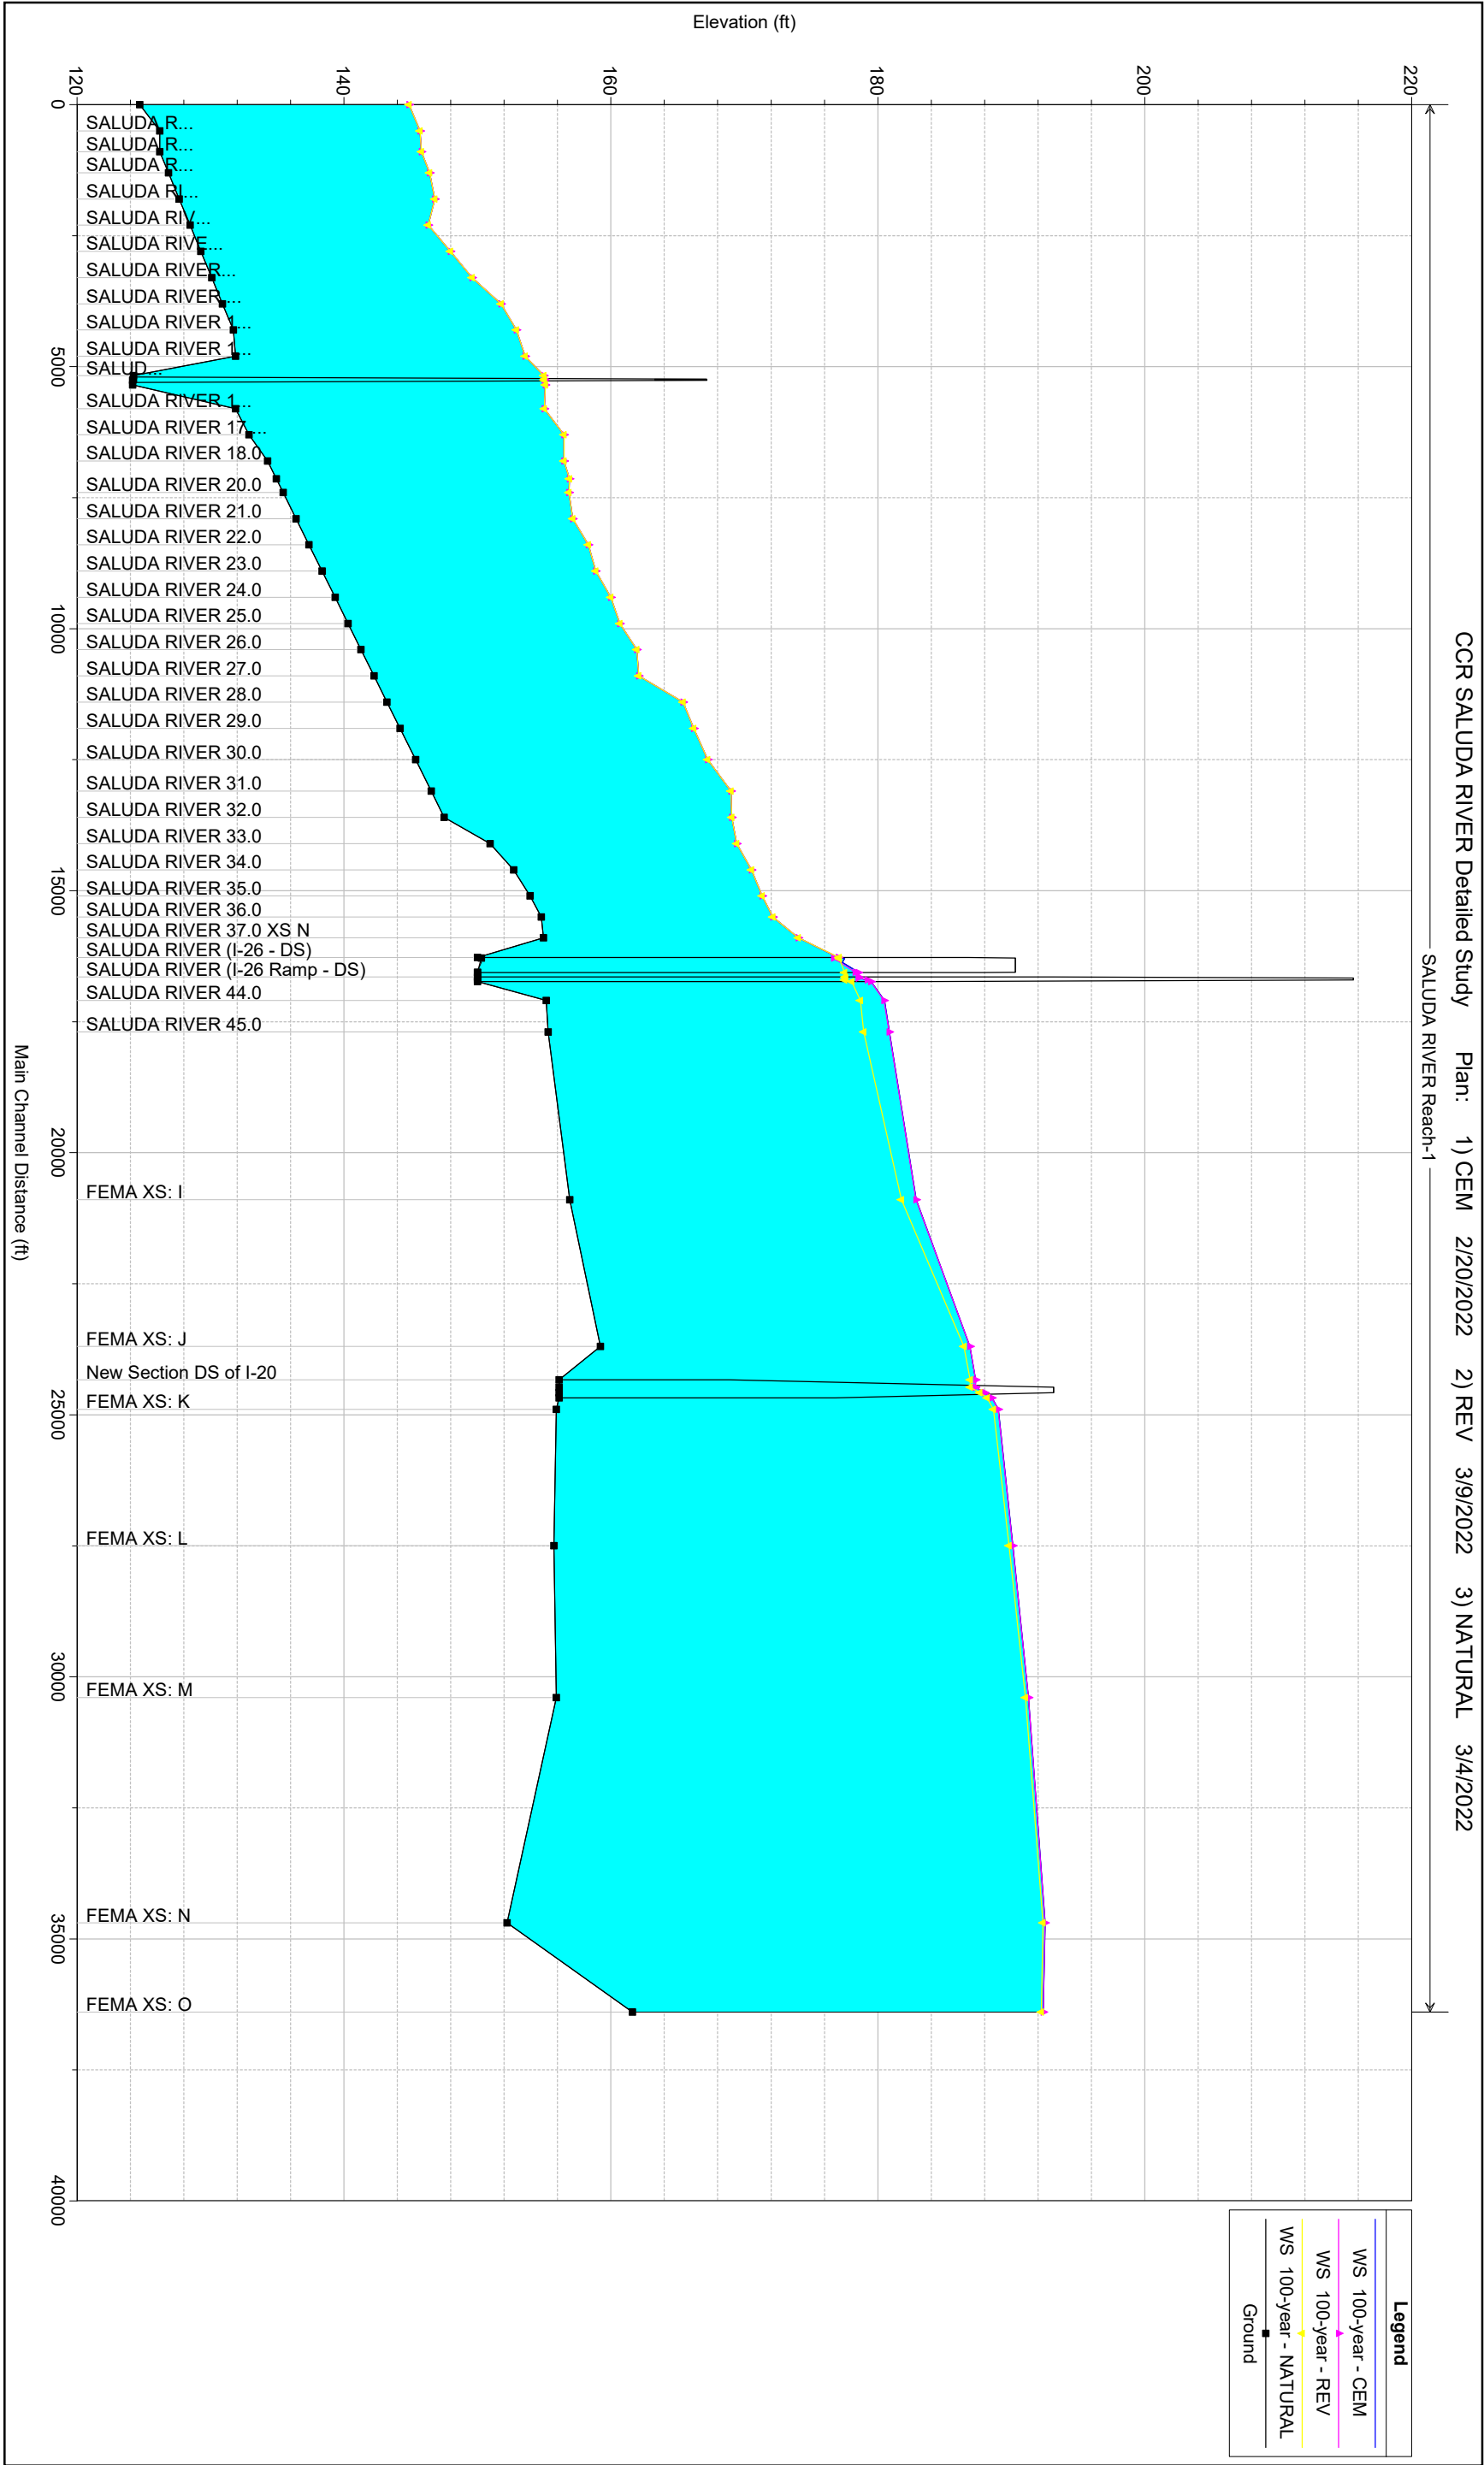 CCR SALUDA RIVER Detailed Study Plan: 1) CEM 2/20/2022 2) REV 3/9/2022 3) NATURAL 3/4/2022
SALUDA RIVER Reach-1
Legend
WS 100-year - CEM
WS 100-year - REV
WS 100-year - NATURAL
Ground
Elevation (ft)
220
200
180
160
140
120
0
5000
10000
15000
20000
25000
30000
35000
40000
Main Channel Distance (ft)
SALUDA R...
SALUDA R...
SALUDA R...
SALUDA RI...
SALUDA RIV...
SALUDA RIVE...
SALUDA RIVER...
SALUDA RIVER ...
SALUDA RIVER 1...
SALUDA RIVER 1...
SALUD...
SALUDA RIVER 1...
SALUDA RIVER 17....
SALUDA RIVER 18.0
SALUDA RIVER 20.0
SALUDA RIVER 21.0
SALUDA RIVER 22.0
SALUDA RIVER 23.0
SALUDA RIVER 24.0
SALUDA RIVER 25.0
SALUDA RIVER 26.0
SALUDA RIVER 27.0
SALUDA RIVER 28.0
SALUDA RIVER 29.0
SALUDA RIVER 30.0
SALUDA RIVER 31.0
SALUDA RIVER 32.0
SALUDA RIVER 33.0
SALUDA RIVER 34.0
SALUDA RIVER 35.0
SALUDA RIVER 36.0
SALUDA RIVER 37.0 XS N
SALUDA RIVER (I-26 - DS)
SALUDA RIVER (I-26 Ramp - DS)
SALUDA RIVER 44.0
SALUDA RIVER 45.0
FEMA XS: I
FEMA XS: J
New Section DS of I-20
FEMA XS: K
FEMA XS: L
FEMA XS: M
FEMA XS: N
FEMA XS: O